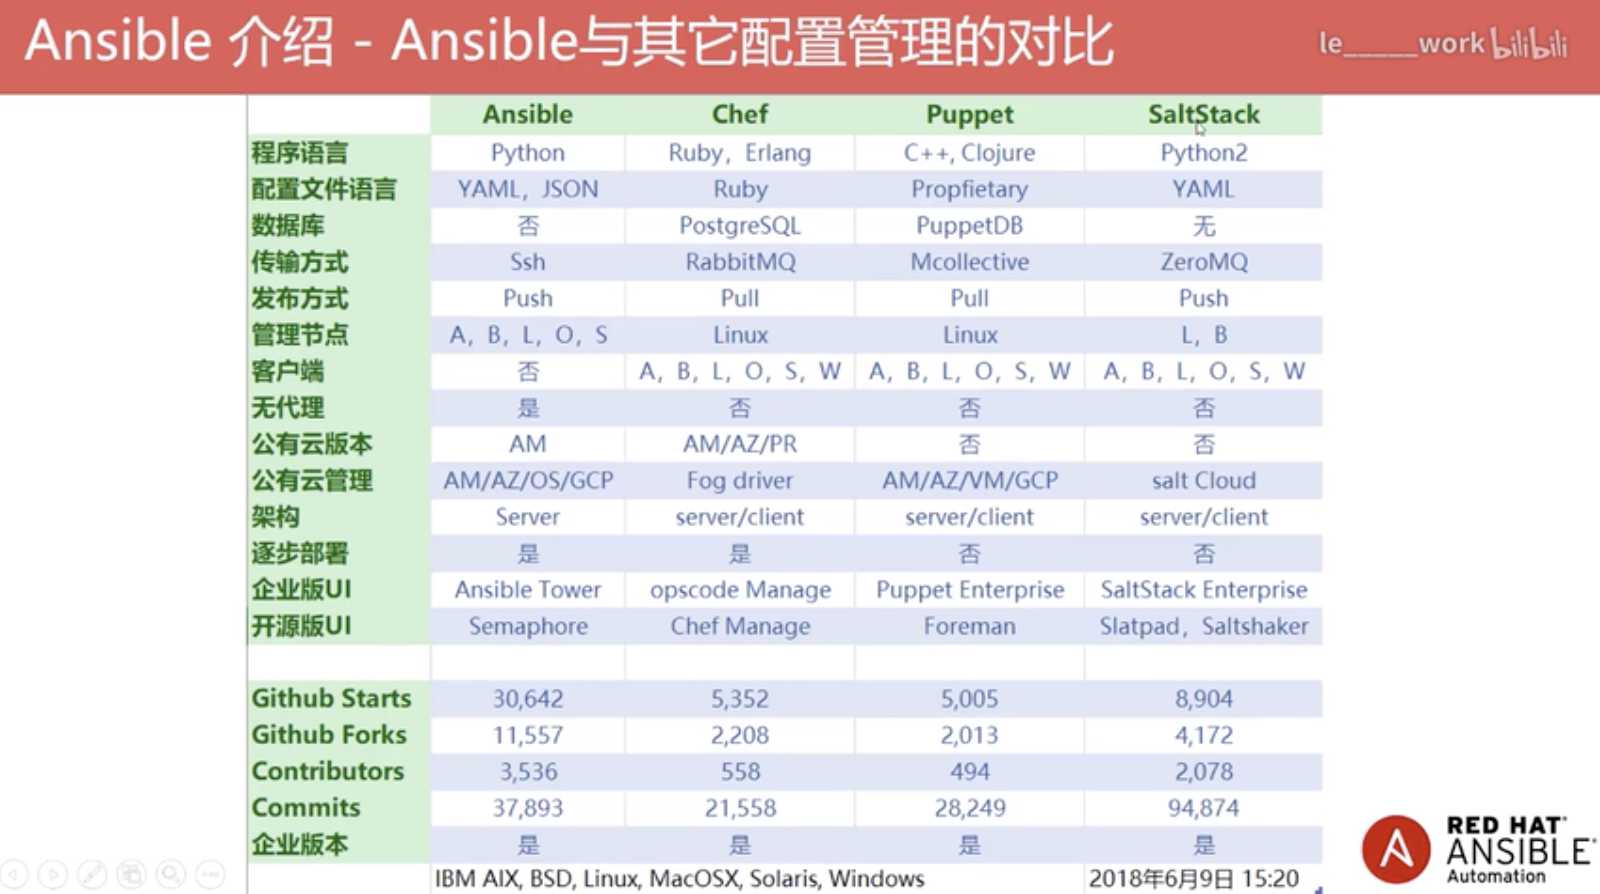 Ansible 介绍 - Ansible与其它配置管理的对比
le_____work bilibili
Ansible Chef Puppet SaltStack
程序语言 Python Ruby，Erlang C++, Clojure Python2
配置文件语言 YAML，JSON Ruby Propfietary YAML
数据库 否 PostgreSQL PuppetDB 无
传输方式 Ssh RabbitMQ Mcollective ZeroMQ
发布方式 Push Pull Pull Push
管理节点 A，B，L，O，S Linux Linux L，B
客户端 否 A，B，L，O，S，W A，B，L，O，S，W A，B，L，O，S，W
无代理 是 否 否 否
公有云版本 AM AM/AZ/PR 否 否
公有云管理 AM/AZ/OS/GCP Fog driver AM/AZ/VM/GCP salt Cloud
架构 Server server/client server/client server/client
逐步部署 是 是 否 否
企业版UI Ansible Tower opscode Manage Puppet Enterprise SaltStack Enterprise
开源版UI Semaphore Chef Manage Foreman Slatpad，Saltshaker
Github Starts 30,642 5,352 5,005 8,904
Github Forks 11,557 2,208 2,013 4,172
Contributors 3,536 558 494 2,078
Commits 37,893 21,558 28,249 94,874
企业版本 是 是 是 是
IBM AIX, BSD, Linux, MacOSX, Solaris, Windows 2018年6月9日 15:20
RED HAT®
ANSIBLE®
Automation